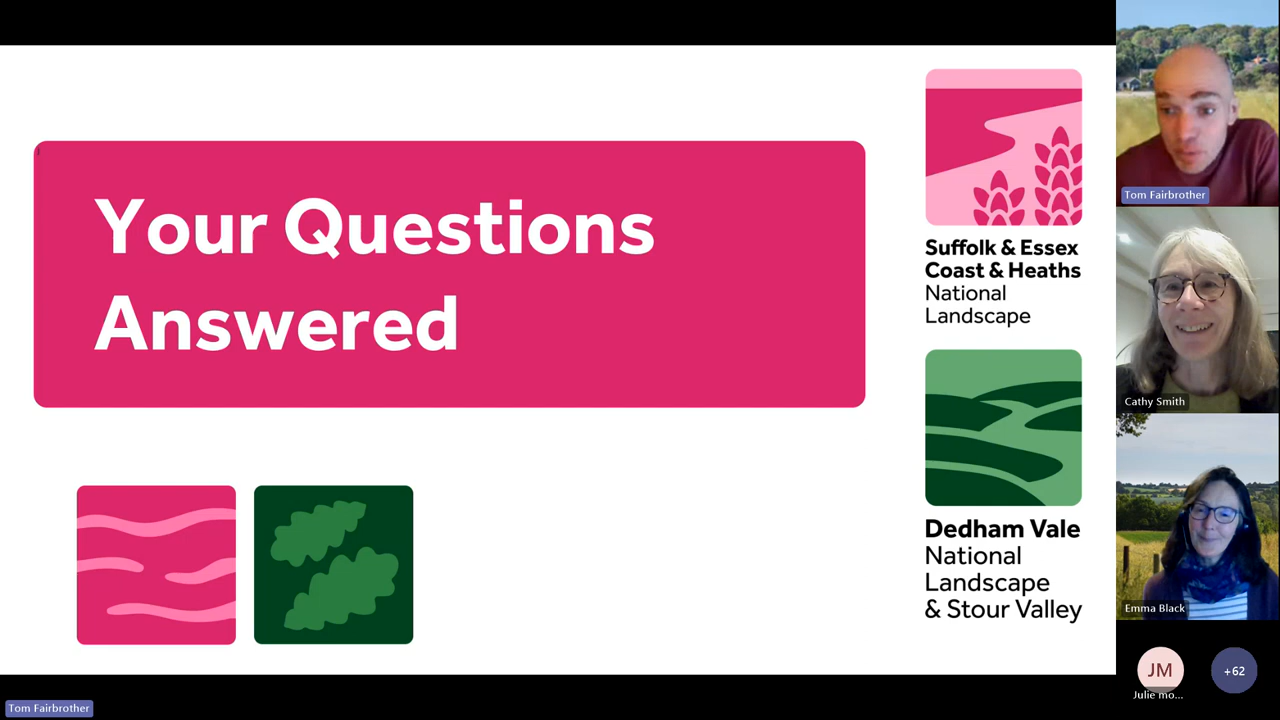 Your Questions
Answered
Suffolk & Essex
Coast & Heaths
National
Landscape
Dedham Vale
National
Landscape
& Stour Valley
Tom Fairbrother
Cathy Smith
Emma Black
JM
Julie mo...
+62
Tom Fairbrother